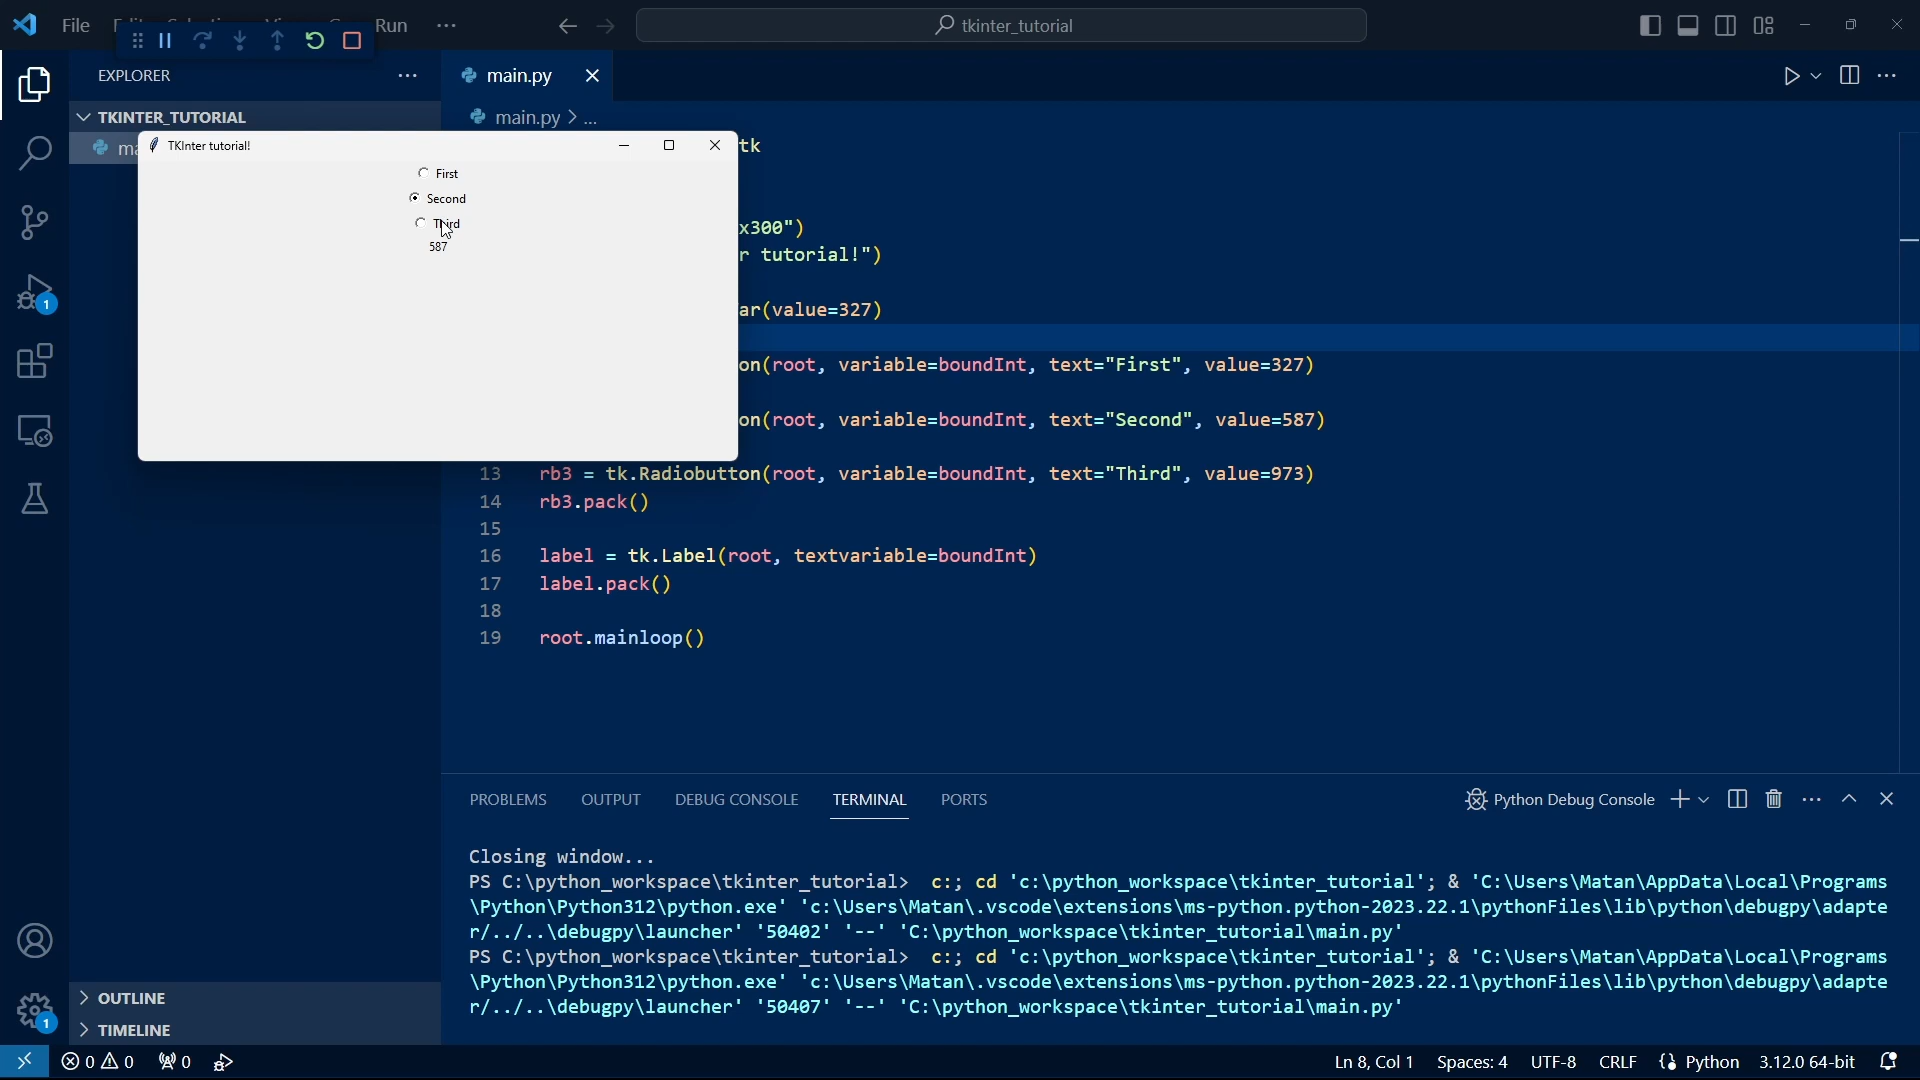 File Run ···
tkinter_tutorial
EXPLORER
main.py
TKINTER_TUTORIAL
main.py > ...
TKInter tutorial!
First
Second
Third
587
tk
x300")
r tutorial!")
ar(value=327)
on(root, variable=boundInt, text="First", value=327)
on(root, variable=boundInt, text="Second", value=587)
13 rb3 = tk.Radiobutton(root, variable=boundInt, text="Third", value=973)
14 rb3.pack()
15
16 label = tk.Label(root, textvariable=boundInt)
17 label.pack()
18
19 root.mainloop()
PROBLEMS OUTPUT DEBUG CONSOLE TERMINAL PORTS
Python Debug Console
Closing window...
PS C:\python_workspace\tkinter_tutorial> c:; cd 'c:\python_workspace\tkinter_tutorial'; & 'C:\Users\Matan\AppData\Local\Programs
\Python\Python312\python.exe' 'c:\Users\Matan\.vscode\extensions\ms-python.python-2023.22.1\pythonFiles\lib\python\debugpy\adapte
r/../..\debugpy\launcher' '50402' '--' 'C:\python_workspace\tkinter_tutorial\main.py'
PS C:\python_workspace\tkinter_tutorial> c:; cd 'c:\python_workspace\tkinter_tutorial'; & 'C:\Users\Matan\AppData\Local\Programs
\Python\Python312\python.exe' 'c:\Users\Matan\.vscode\extensions\ms-python.python-2023.22.1\pythonFiles\lib\python\debugpy\adapte
r/../..\debugpy\launcher' '50407' '--' 'C:\python_workspace\tkinter_tutorial\main.py'
1
1
OUTLINE
TIMELINE
0 0 0
Ln 8, Col 1 Spaces: 4 UTF-8 CRLF Python 3.12.0 64-bit